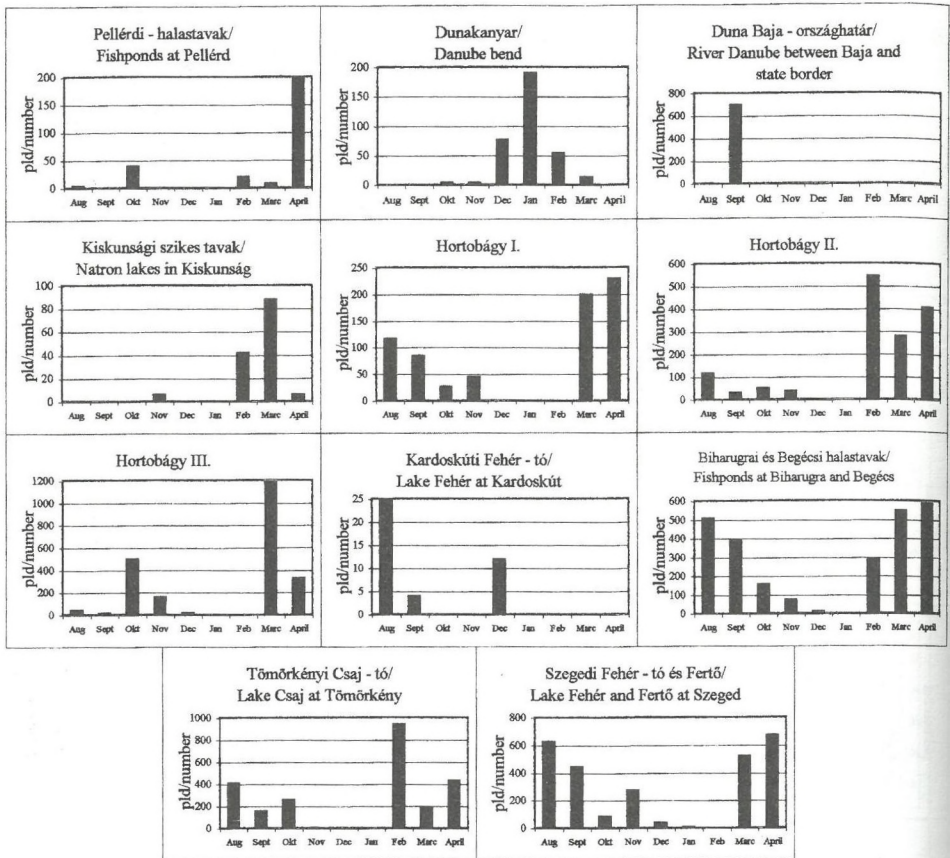 Pellérdi - halastavak/
Fishponds at Pellérd
pld/number
200
150
100
50
0
Aug Sept Okt Nov Dec Jan Feb Marc April
Dunakanyar/
Danube bend
pld/number
200
150
100
50
0
Aug Sept Okt Nov Dec Jan Feb Marc April
Duna Baja - országhatár/
River Danube between Baja and
state border
pld/number
800
600
400
200
0
Aug Sept Okt Nov Dec Jan Feb Marc April
Kiskunsági szikes tavak/
Natron lakes in Kiskunság
pld/number
100
80
60
40
20
0
Aug Sept Okt Nov Dec Jan Feb Marc April
Hortobágy I.
pld/number
250
200
150
100
50
0
Aug Sept Okt Nov Dec Jan Feb Marc April
Hortobágy II.
pld/number
600
500
400
300
200
100
0
Aug Sept Okt Nov Dec Jan Feb Marc April
Hortobágy III.
pld/number
1200
1000
800
600
400
200
0
Aug Sept Okt Nov Dec Jan Feb Marc April
Kardoskúti Fehér - tó/
Lake Fehér at Kardoskút
pld/number
25
20
15
10
5
0
Aug Sept Okt Nov Dec Jan Feb Marc April
Biharugrai és Begécsi halastavak/
Fishponds at Biharugra and Begécs
pld/number
600
500
400
300
200
100
0
Aug Sept Okt Nov Dec Jan Feb Marc April
Tömörkényi Csaj - tó/
Lake Csaj at Tömörkény
pld/number
1000
800
600
400
200
0
Aug Sept Okt Nov Dec Jan Feb Marc April
Szegedi Fehér - tó és Fertő/
Lake Fehér and Fertő at Szeged
pld/number
800
600
400
200
0
Aug Sept Okt Nov Dec Jan Feb Marc April